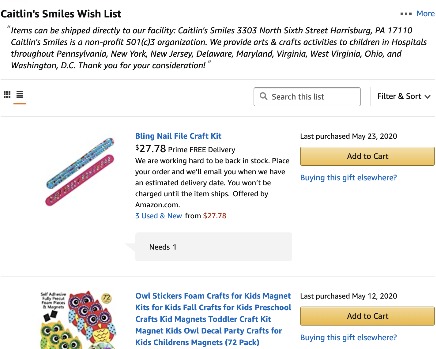 Caitlin's Smiles Wish List
••• More
"Items can be shipped directly to our facility: Caitlin's Smiles 3303 North Sixth Street Harrisburg, PA 17110
Caitlin's Smiles is a non-profit 501(c)3 organization. We provide arts & crafts activities to children in Hospitals
throughout Pennsylvania, New York, New Jersey, Delaware, Maryland, Virginia, West Virginia, Ohio, and
Washington, D.C. Thank you for your consideration! "
Search this list
Filter & Sort
Bling Nail File Craft Kit
$27.78 Prime FREE Delivery
We are working hard to be back in stock. Place
your order and we'll email you when we have
an estimated delivery date. You won't be
charged until the item ships. Offered by
Amazon.com.
3 Used & New from $27.78
Last purchased May 23, 2020
Add to Cart
Buying this gift elsewhere?
Needs 1
Self Adhesive
Fully Precut
Foam Pieces
& Magnets
72
Owl Stickers Foam Crafts for Kids Magnet
Kits for Kids Fall Crafts for Kids Preschool
Crafts Kid Magnets Toddler Craft Kit
Magnet Kids Owl Decal Party Crafts for
Kids Childrens Magnets (72 Pack)
Last purchased May 12, 2020
Add to Cart
Buying this gift elsewhere?